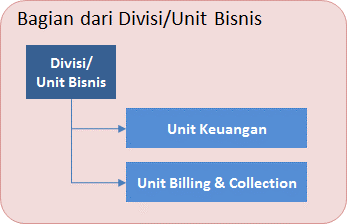 Bagian dari Divisi/Unit Bisnis
Divisi/
Unit Bisnis
Unit Keuangan
Unit Billing & Collection